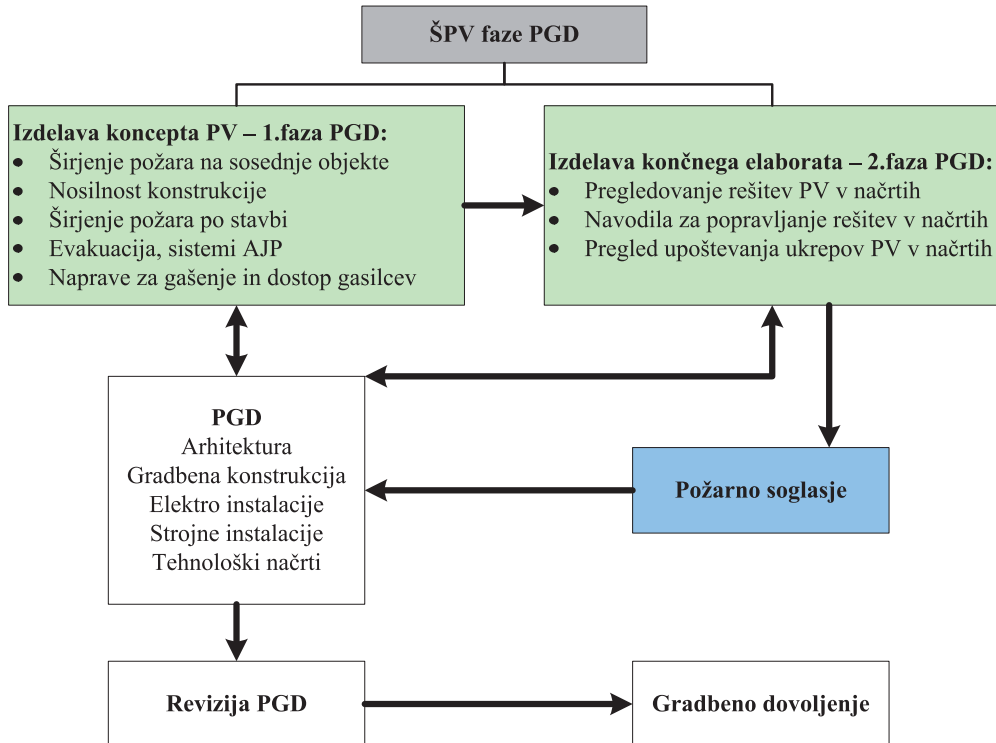 ŠPV faze PGD
Izdelava koncepta PV – 1.faza PGD:
• Širjenje požara na sosednje objekte
• Nosilnost konstrukcije
• Širjenje požara po stavbi
• Evakuacija, sistemi AJP
• Naprave za gašenje in dostop gasilcev
Izdelava končnega elaborata – 2.faza PGD:
• Pregledovanje rešitev PV v načrtih
• Navodila za popravljanje rešitev v načrtih
• Pregled upoštevanja ukrepov PV v načrtih
PGD
Arhitektura
Gradbena konstrukcija
Elektro instalacije
Strojne instalacije
Tehnološki načrti
Požarno soglasje
Revizija PGD
Gradbeno dovoljenje